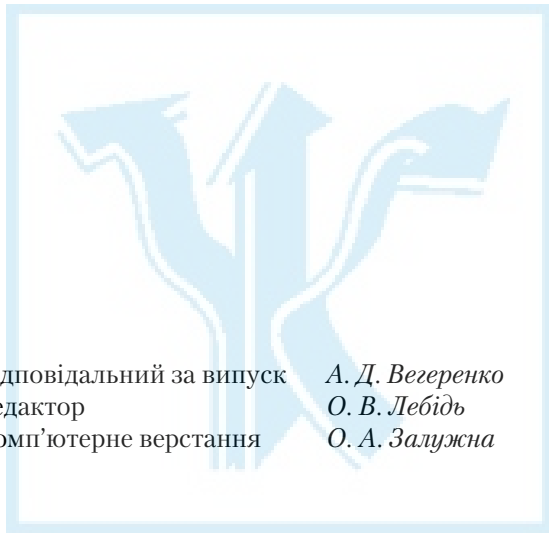 дповідальний за випуск А. Д. Вегеренко
едактор О. В. Лебідь
омп’ютерне верстання О. А. Залужна